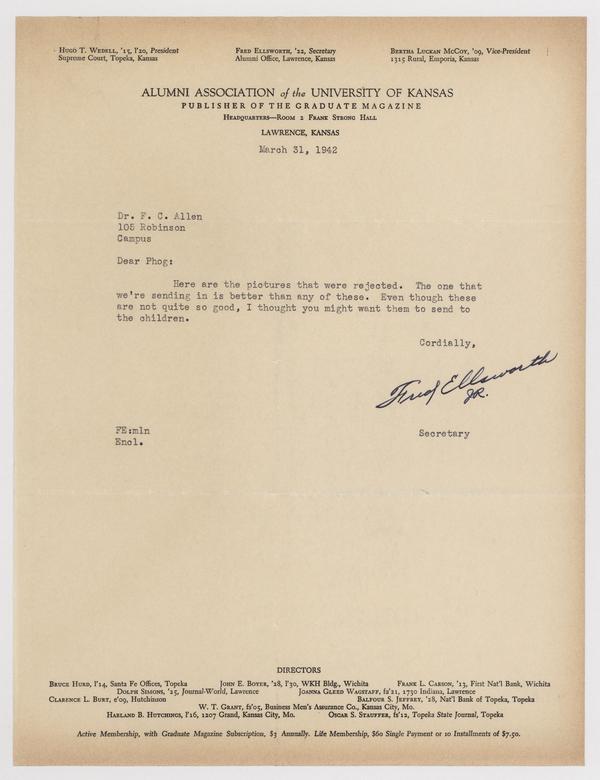 Hugo T. Wedell, '15, l'20, President Fred Ellsworth, '22, Secretary Bertha Luckan McCoy, '09, Vice-President
Supreme Court, Topeka, Kansas Alumni Office, Lawrence, Kansas 1315 Rural, Emporia, Kansas
ALUMNI ASSOCIATION of the UNIVERSITY OF KANSAS
PUBLISHER OF THE GRADUATE MAGAZINE
Headquarters—Room 2 Frank Strong Hall
LAWRENCE, KANSAS
March 31, 1942
Dr. F. C. Allen
105 Robinson
Campus
Dear Phog:
Here are the pictures that were rejected. The one that
we're sending in is better than any of these. Even though these
are not quite so good, I thought you might want them to send to
the children.
Cordially,
Fred Ellsworth
JR.
FE:mln Secretary
Encl.
DIRECTORS
Bruce Hurd, l'14, Santa Fe Offices, Topeka John E. Boyer, '28, l'30, WKH Bldg., Wichita Frank L. Carson, '13, First Nat'l Bank, Wichita
Dolph Simons, '25, Journal-World, Lawrence Joanna Gleed Wagstaff, fs'21, 1730 Indiana, Lawrence
Clarence L. Burt, e'09, Hutchinson Balfour S. Jeffrey, '28, Nat'l Bank of Topeka, Topeka
W. T. Grant, fs'05, Business Men's Assurance Co., Kansas City, Mo.
Harland B. Hutchings, l'16, 1207 Grand, Kansas City, Mo. Oscar S. Stauffer, fs'12, Topeka State Journal, Topeka
Active Membership, with Graduate Magazine Subscription, $3 Annually. Life Membership, $60 Single Payment or 10 Installments of $7.50.